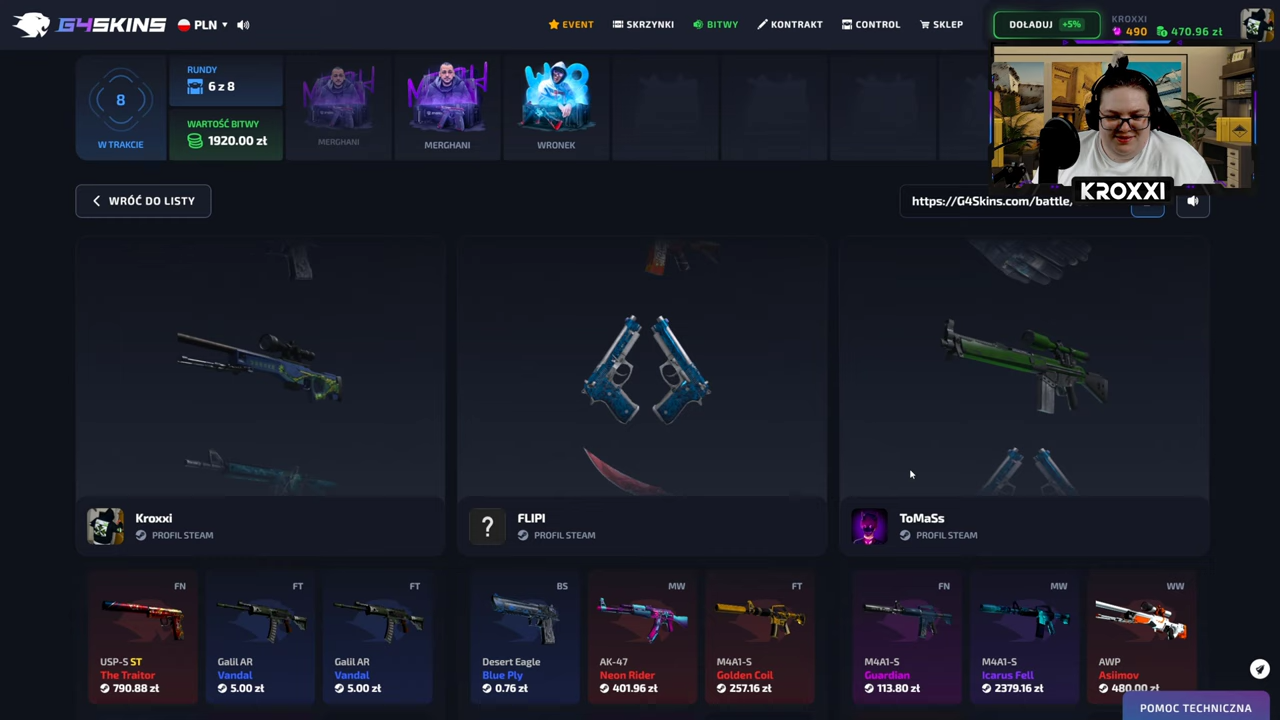 G4SKINS
PLN
EVENT
SKRZYNKI
BITWY
KONTRAKT
CONTROL
SKLEP
DOŁADUJ +5%
KROXXI
490 470.96 zł
8
W TRAKCIE
RUNDY
6 z 8
WARTOŚĆ BITWY
1920.00 zł
MERGHANI
MERGHANI
WRONEK
KROXXI
WRÓĆ DO LISTY
https://G4Skins.com/battle/
Kroxxi
PROFIL STEAM
FLIPI
PROFIL STEAM
ToMaSs
PROFIL STEAM
FN
USP-S ST
The Traitor
790.88 zł
FT
Galil AR
Vandal
5.00 zł
FT
Galil AR
Vandal
5.00 zł
BS
Desert Eagle
Blue Ply
0.76 zł
MW
AK-47
Neon Rider
401.96 zł
FT
M4A1-S
Golden Coil
257.16 zł
FN
M4A1-S
Guardian
113.80 zł
MW
M4A1-S
Icarus Fell
2379.16 zł
WW
AWP
Asiimov
480.00 zł
POMOC TECHNICZNA